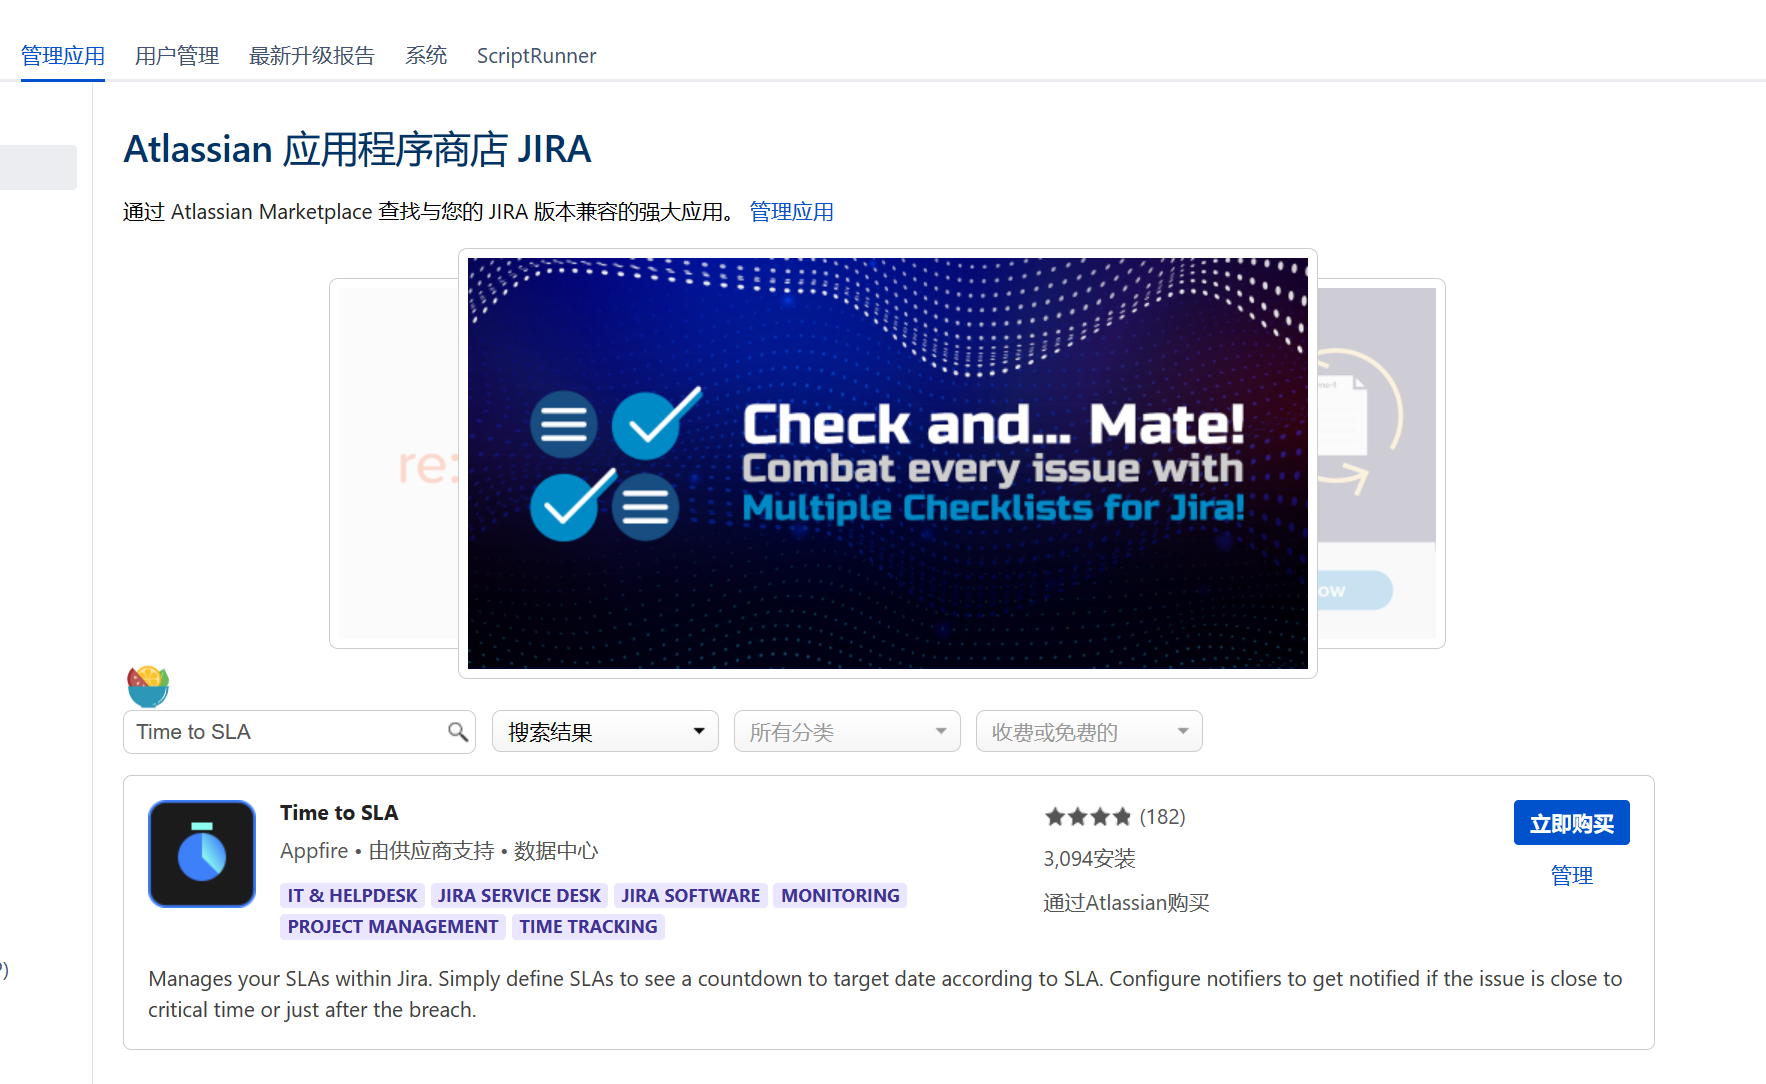 管理应用 用户管理 最新升级报告 系统 ScriptRunner
Atlassian 应用程序商店 JIRA
通过 Atlassian Marketplace 查找与您的 JIRA 版本兼容的强大应用。 管理应用
re:
Check and... Mate!
Combat every issue with
Multiple Checklists for Jira!
ow
Time to SLA 搜索结果 所有分类 收费或免费的
Time to SLA
Appfire • 由供应商支持 • 数据中心
IT & HELPDESK JIRA SERVICE DESK JIRA SOFTWARE MONITORING
PROJECT MANAGEMENT TIME TRACKING
(182)
3,094安装
通过Atlassian购买
立即购买
管理
Manages your SLAs within Jira. Simply define SLAs to see a countdown to target date according to SLA. Configure notifiers to get notified if the issue is close to
critical time or just after the breach.